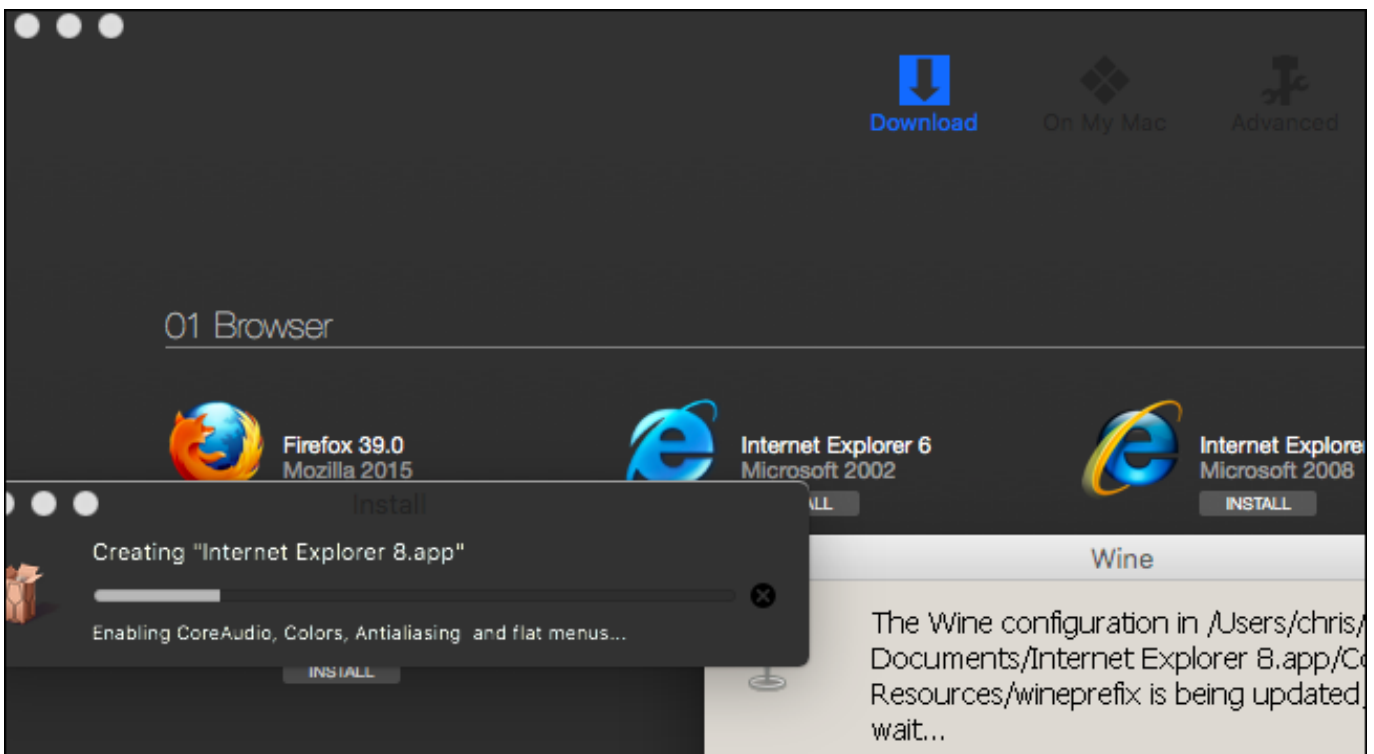 Download
On My Mac
Advanced
01 Browser
Firefox 39.0
Mozilla 2015
Internet Explorer 6
Microsoft 2002
Internet Explore
Microsoft 2008
INSTALL
Install
Creating "Internet Explorer 8.app"
Enabling CoreAudio, Colors, Antialiasing and flat menus...
INSTALL
Wine
The Wine configuration in /Users/chris/
Documents/Internet Explorer 8.app/Co
Resources/wineprefix is being updated,
wait...